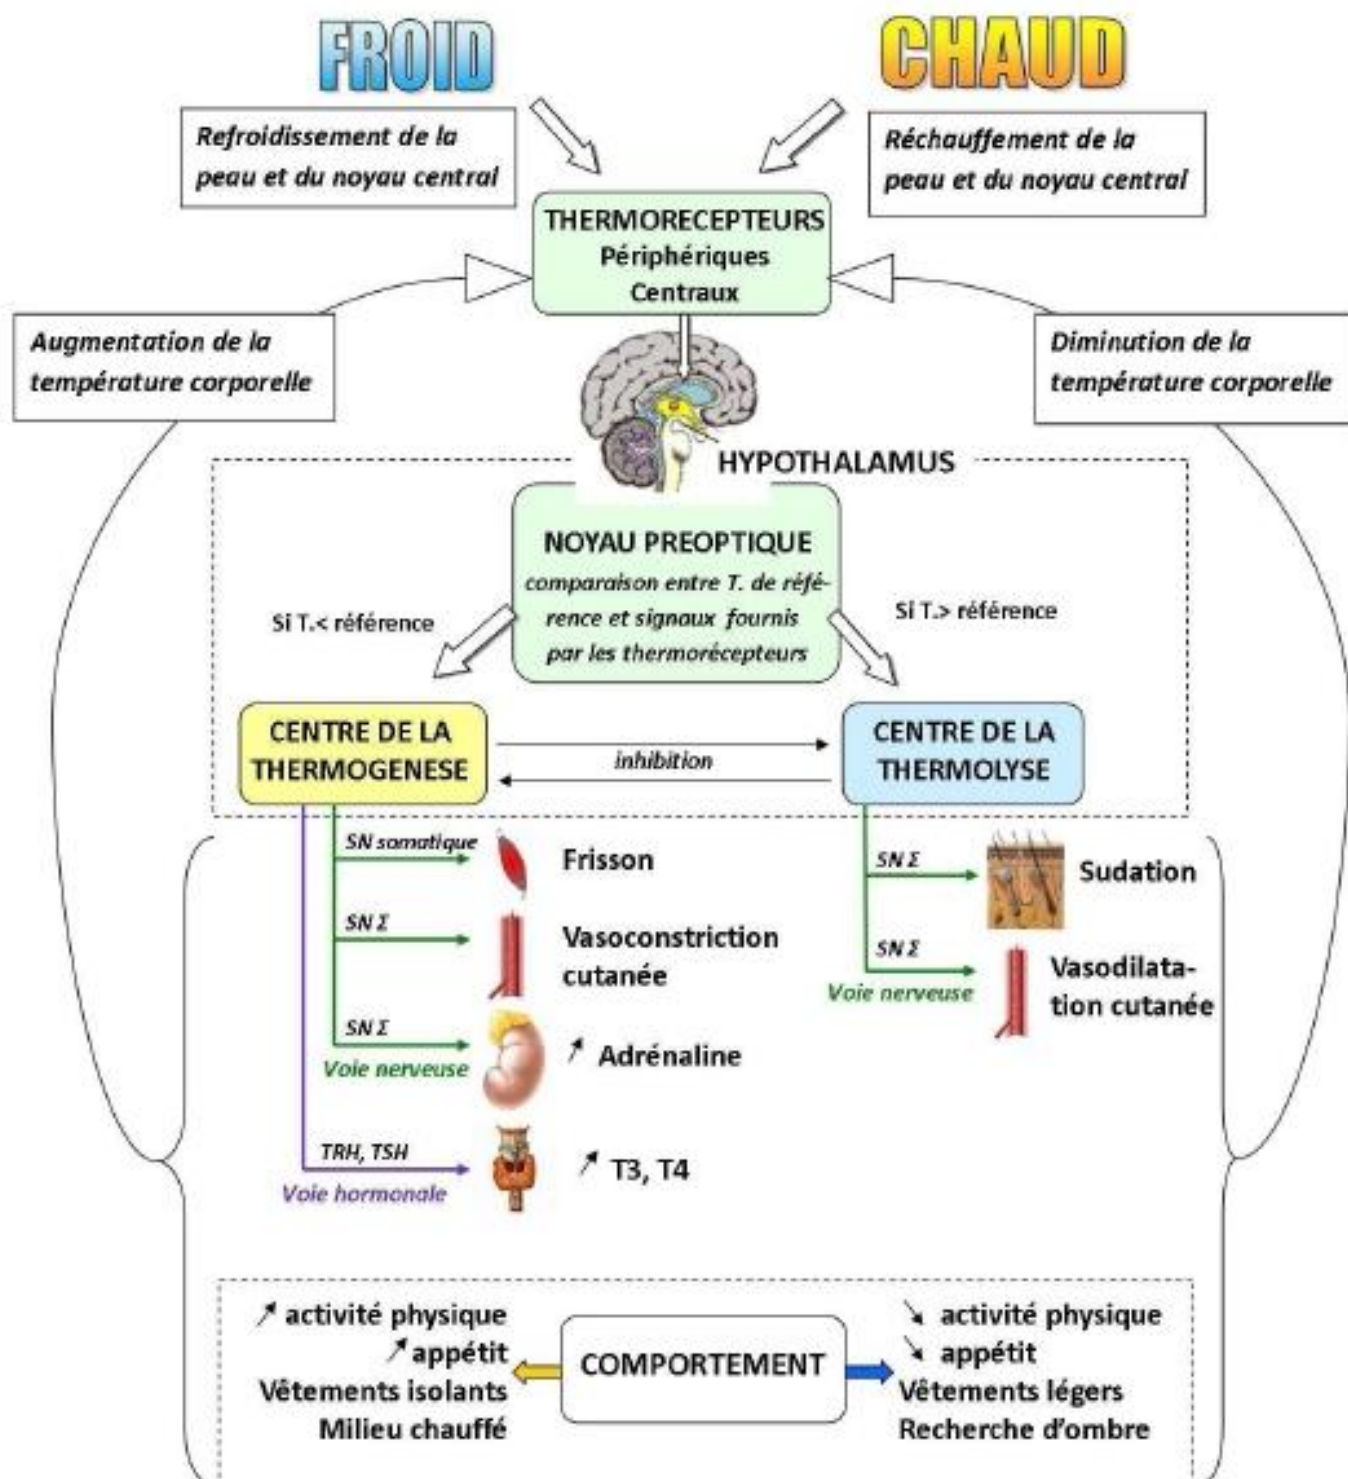 FROID
CHAUD
Refroidissement de la
peau et du noyau central
Réchauffement de la
peau et du noyau central
THERMORECEPTEURS
Périphériques
Centraux
Augmentation de la
température corporelle
Diminution de la
température corporelle
HYPOTHALAMUS
NOYAU PREOPTIQUE
comparaison entre T. de réfé-
rence et signaux fournis
par les thermorécepteurs
Si T.< référence
Si T.> référence
CENTRE DE LA
THERMOGENESE
inhibition
CENTRE DE LA
THERMOLYSE
SN somatique
Frisson
SN Σ
Vasoconstriction
cutanée
SN Σ
Voie nerveuse
↗ Adrénaline
TRH, TSH
Voie hormonale
↗ T3, T4
SN Σ
Sudation
SN Σ
Voie nerveuse
Vasodilata-
tion cutanée
↗ activité physique
↗ appétit
Vêtements isolants
Milieu chauffé
COMPORTEMENT
↘ activité physique
↘ appétit
Vêtements légers
Recherche d'ombre